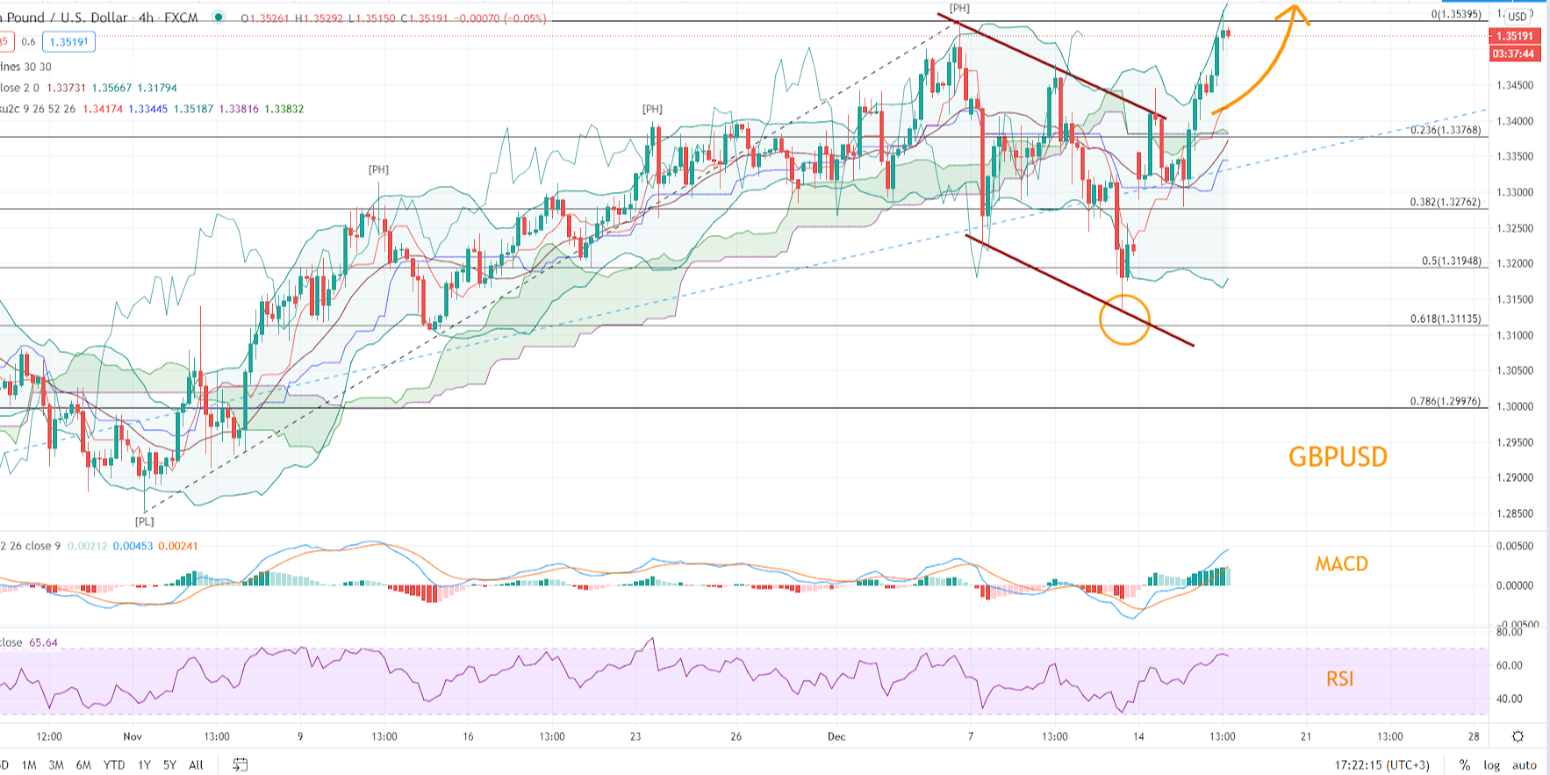 Pound / U.S. Dollar · 4h · FXCM O1.35261 H1.35292 L1.35150 C1.35191 −0.00070 (−0.05%)
0.6 1.35191
30 30
2 0 1.33731 1.35667 1.31794
9 26 52 26 1.34174 1.33445 1.35187 1.33816 1.33832
[PH]
[PH]
[PH]
[PL]
0(1.35395)
0.236(1.33768)
0.382(1.32762)
0.5(1.31948)
0.618(1.31135)
0.786(1.29976)
USD
1.35191
03:37:44
1.34500
1.34000
1.33500
1.33000
1.32500
1.32000
1.31500
1.31000
1.30500
1.30000
1.29500
1.29000
1.28500
GBPUSD
2 26 close 9 0.00212 0.00453 0.00241
MACD
0.00500
0.00000
-0.00500
close 65.64
RSI
80.00
60.00
40.00
12:00 Nov 13:00 9 13:00 16 13:00 23 26 Dec 7 13:00 14 13:00 21 13:00 28
1M 3M 6M YTD 1Y 5Y All 17:22:15 (UTC+3) % log auto